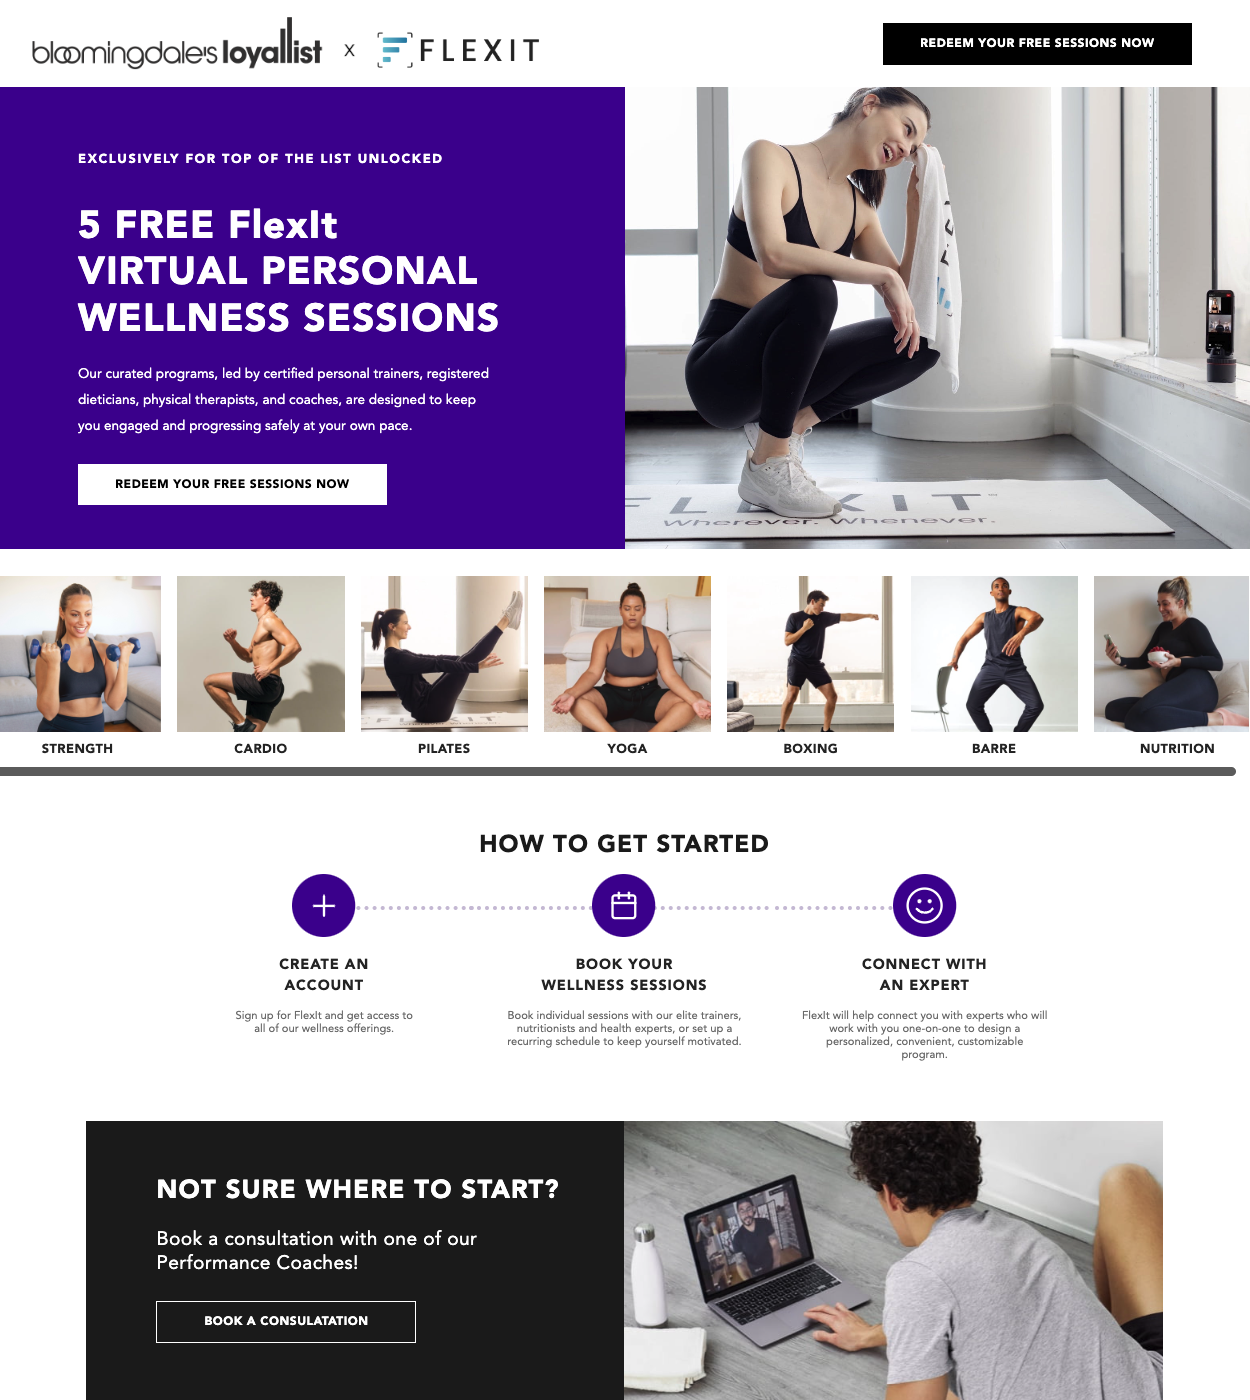 bloomingdale's loyallist X FLEXIT
REDEEM YOUR FREE SESSIONS NOW
EXCLUSIVELY FOR TOP OF THE LIST UNLOCKED
5 FREE FlexIt
VIRTUAL PERSONAL
WELLNESS SESSIONS
Our curated programs, led by certified personal trainers, registered
dieticians, physical therapists, and coaches, are designed to keep
you engaged and progressing safely at your own pace.
REDEEM YOUR FREE SESSIONS NOW
FLEXIT
Wherever. Whenever.
STRENGTH
CARDIO
PILATES
YOGA
BOXING
BARRE
NUTRITION
HOW TO GET STARTED
CREATE AN
ACCOUNT
Sign up for FlexIt and get access to
all of our wellness offerings.
BOOK YOUR
WELLNESS SESSIONS
Book individual sessions with our elite trainers,
nutritionists and health experts, or set up a
recurring schedule to keep yourself motivated.
CONNECT WITH
AN EXPERT
FlexIt will help connect you with experts who will
work with you one-on-one to design a
personalized, convenient, customizable
program.
NOT SURE WHERE TO START?
Book a consultation with one of our
Performance Coaches!
BOOK A CONSULATATION